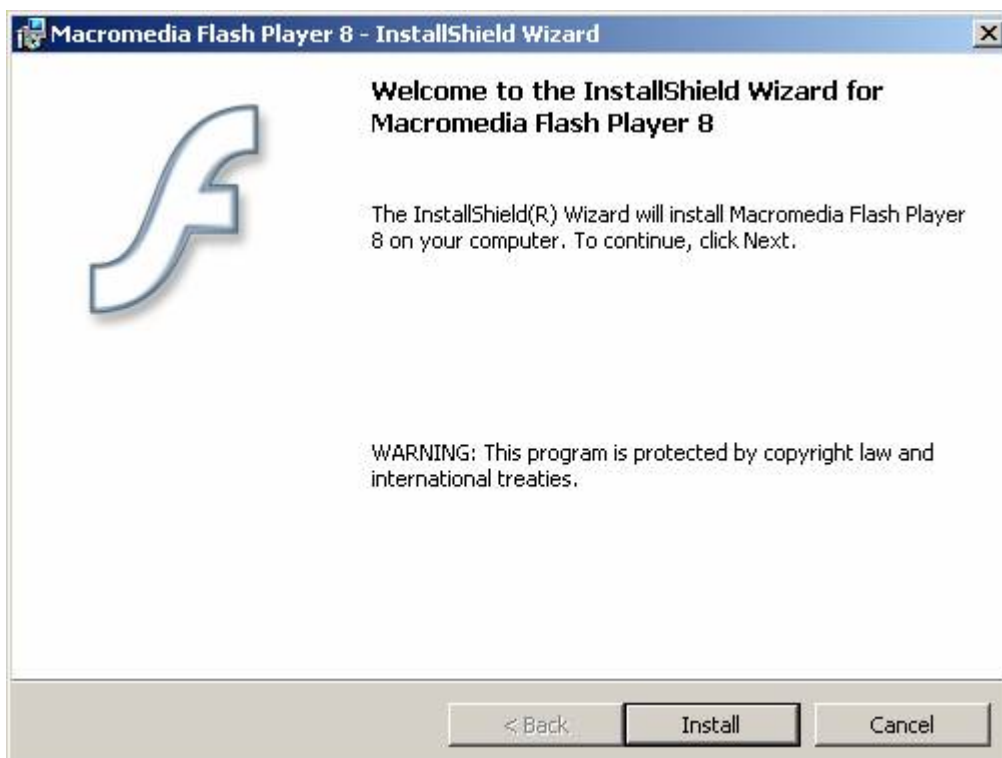 Macromedia Flash Player 8 - InstallShield Wizard
Welcome to the InstallShield Wizard for
Macromedia Flash Player 8
The InstallShield(R) Wizard will install Macromedia Flash Player
8 on your computer. To continue, click Next.
WARNING: This program is protected by copyright law and
international treaties.
< Back Install Cancel